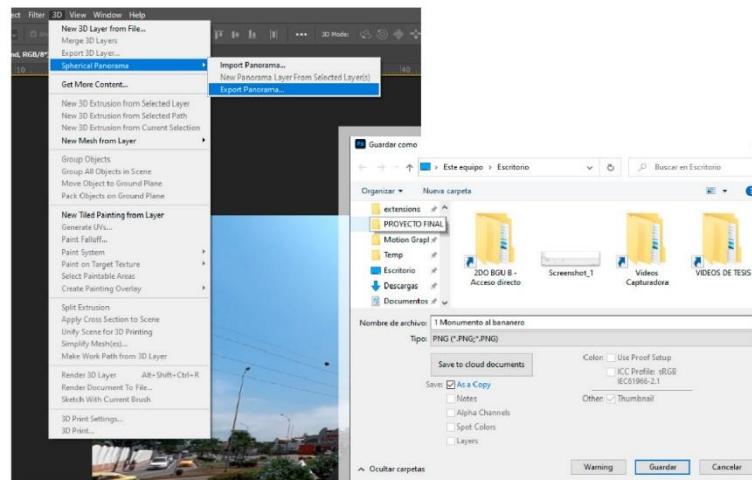 ect Filter 3D View Window Help
3D Mode:
nd, RGB/8*
10
40
New 3D Layer from File...
Merge 3D Layers
Export 3D Layer...
Spherical Panorama
Import Panorama...
New Panorama Layer From Selected Layer(s)
Export Panorama...
Get More Content...
New 3D Extrusion from Selected Layer
New 3D Extrusion from Selected Path
New 3D Extrusion from Current Selection
New Mesh from Layer
Group Objects
Group All Objects in Scene
Move Object to Ground Plane
Pack Objects on Ground Plane
New Tiled Painting from Layer
Generate UVs...
Paint Falloff...
Paint System
Paint on Target Texture
Select Paintable Areas
Create Painting Overlay
Split Extrusion
Apply Cross Section to Scene
Unify Scene for 3D Printing
Simplify Mesh(es)...
Make Work Path from 3D Layer
Render 3D Layer Alt+Shift+Ctrl+R
Render Document To File...
Sketch With Current Brush
3D Print Settings...
3D Print...
Ps Guardar como
Este equipo > Escritorio
Buscar en Escritorio
Organizar Nueva carpeta
extensions
PROYECTO FINAL
Motion Grapl
Temp
Escritorio
Descargas
Documentos
2DO BGU B - Acceso directo
Screenshot_1
Videos Capturadora
VIDEOS DE TESIS
Nombre de archivo: 1 Monumento al bananero
Tipo: PNG (*.PNG;*.PNG)
Save to cloud documents
Save: As a Copy
Notes
Alpha Channels
Spot Colors
Layers
Color: Use Proof Setup
ICC Profile: sRGB
IEC61966-2.1
Other: Thumbnail
Ocultar carpetas
Warning Guardar Cancelar